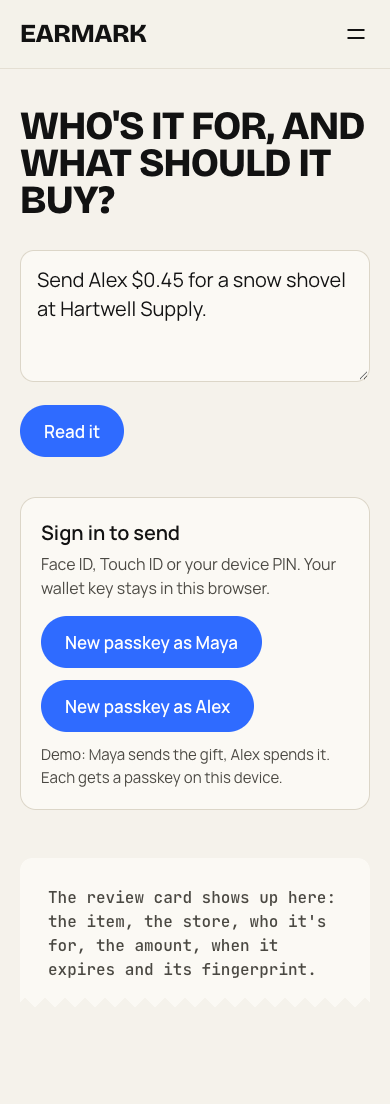 EARMARK
WHO'S IT FOR, AND
WHAT SHOULD IT
BUY?
Send Alex $0.45 for a snow shovel
at Hartwell Supply.
Read it
Sign in to send
Face ID, Touch ID or your device PIN. Your
wallet key stays in this browser.
New passkey as Maya
New passkey as Alex
Demo: Maya sends the gift, Alex spends it.
Each gets a passkey on this device.
The review card shows up here:
the item, the store, who it's
for, the amount, when it
expires and its fingerprint.